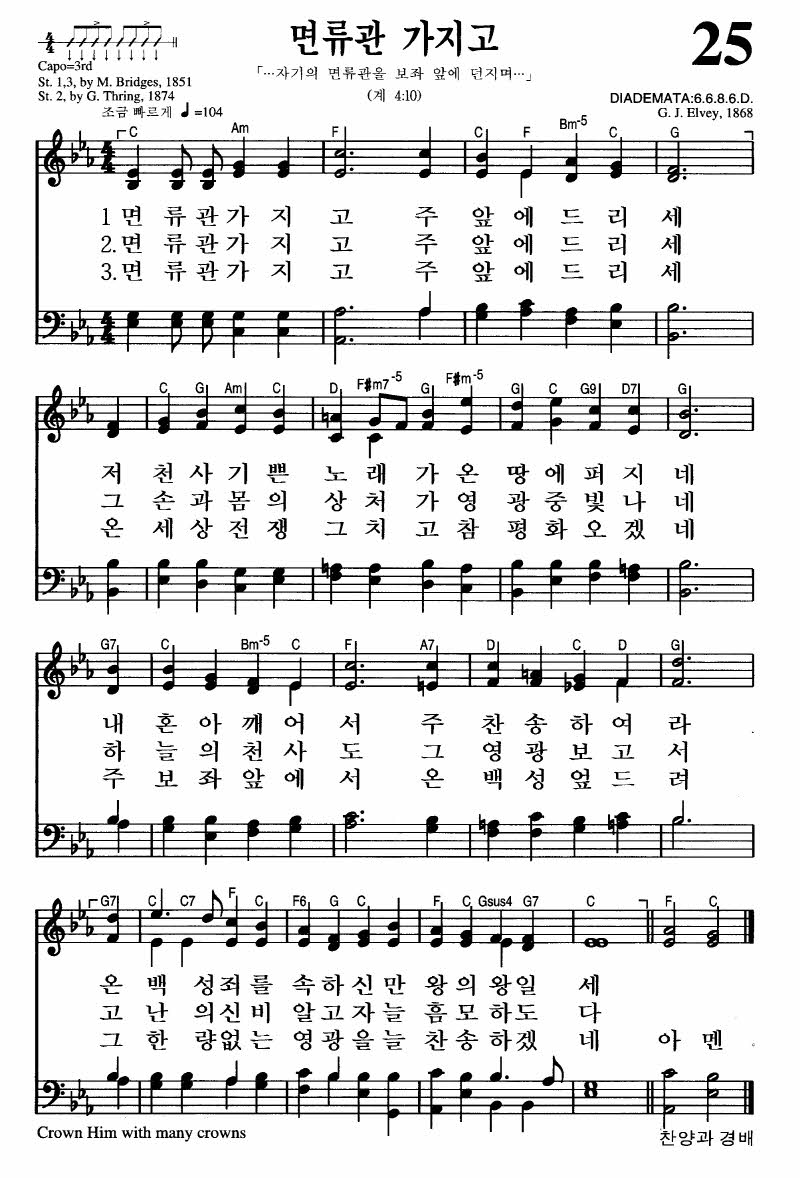 면류관 가지고
25
「…자기의 면류관을 보좌 앞에 던지며…」
(계 4:10)
Capo=3rd
St. 1,3, by M. Bridges, 1851
St. 2, by G. Thring, 1874
조금 빠르게 ♩=104
DIADEMATA:6.6.8.6.D.
G. J. Elvey, 1868
C Am F C F Bm-5 C G
1 면 류 관 가 지 고 주 앞 에 드 리 세
2. 면 류 관 가 지 고 주 앞 에 드 리 세
3. 면 류 관 가 지 고 주 앞 에 드 리 세
C G Am C D F#m7-5 G F#m-5 G C G9 D7 G
저 천 사 기 쁜 노 래 가 온 땅 에 퍼 지 네
그 손 과 몸 의 상 처 가 영 광 중 빛 나 네
온 세 상 전 쟁 그 치 고 참 평 화 오 겠 네
G7 C Bm-5 C F A7 D C D G
내 혼 아 깨 어 서 주 찬 송 하 여 라
하 늘 의 천 사 도 그 영 광 보 고 서
주 보 좌 앞 에 서 온 백 성 엎 드 려
G7 C C7 F C F6 G C F C Gsus4 G7 C F C
온 백 성 죄 를 속 하 신 만 왕 의 왕 일 세
고 난 의 신 비 알 고 자 늘 흠 모 하 도 다
그 한 량 없 는 영 광 을 늘 찬 송 하 겠 네 아 멘
Crown Him with many crowns
찬양과 경배